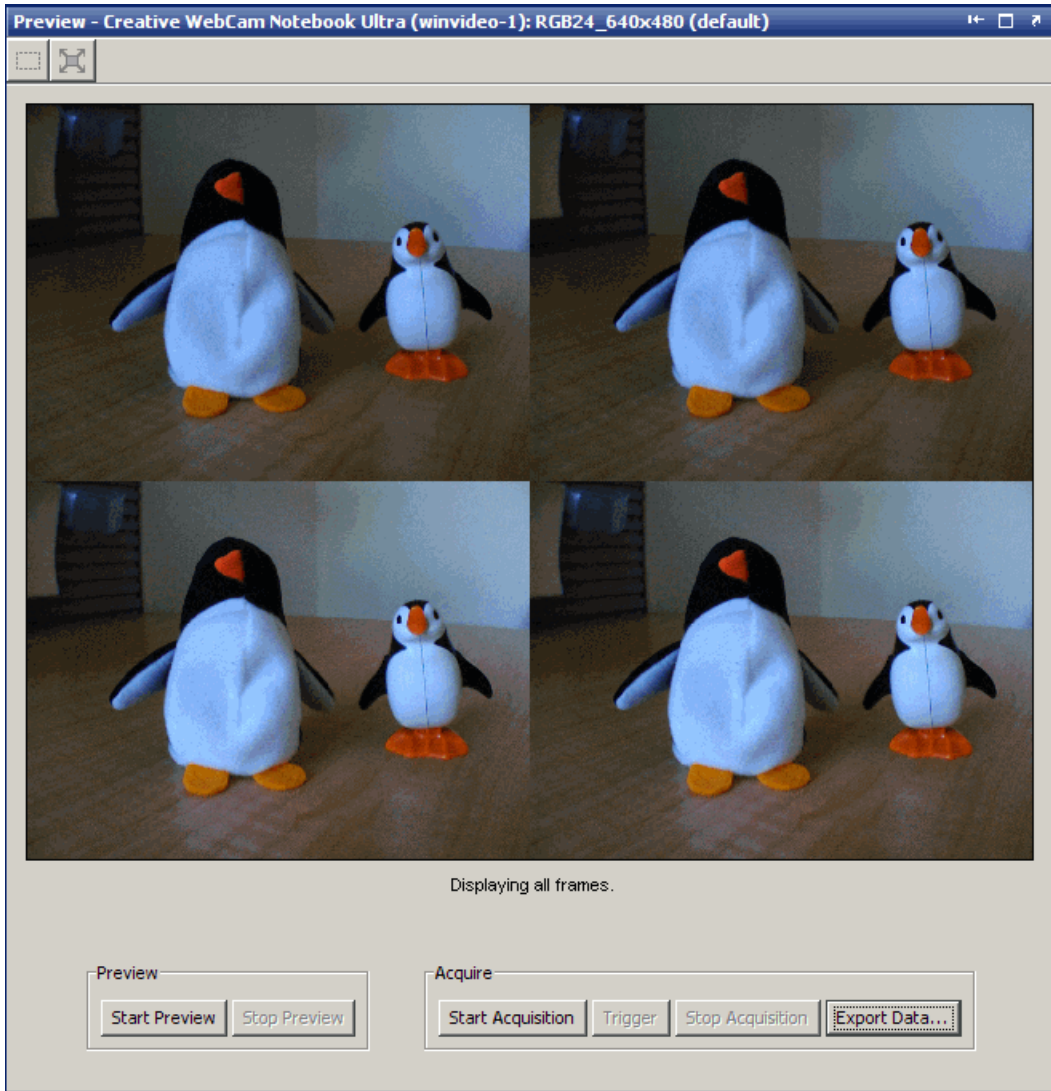 Preview - Creative WebCam Notebook Ultra (winvideo-1): RGB24_640x480 (default)
Displaying all frames.
Preview
Start Preview
Stop Preview
Acquire
Start Acquisition
Trigger
Stop Acquisition
Export Data...